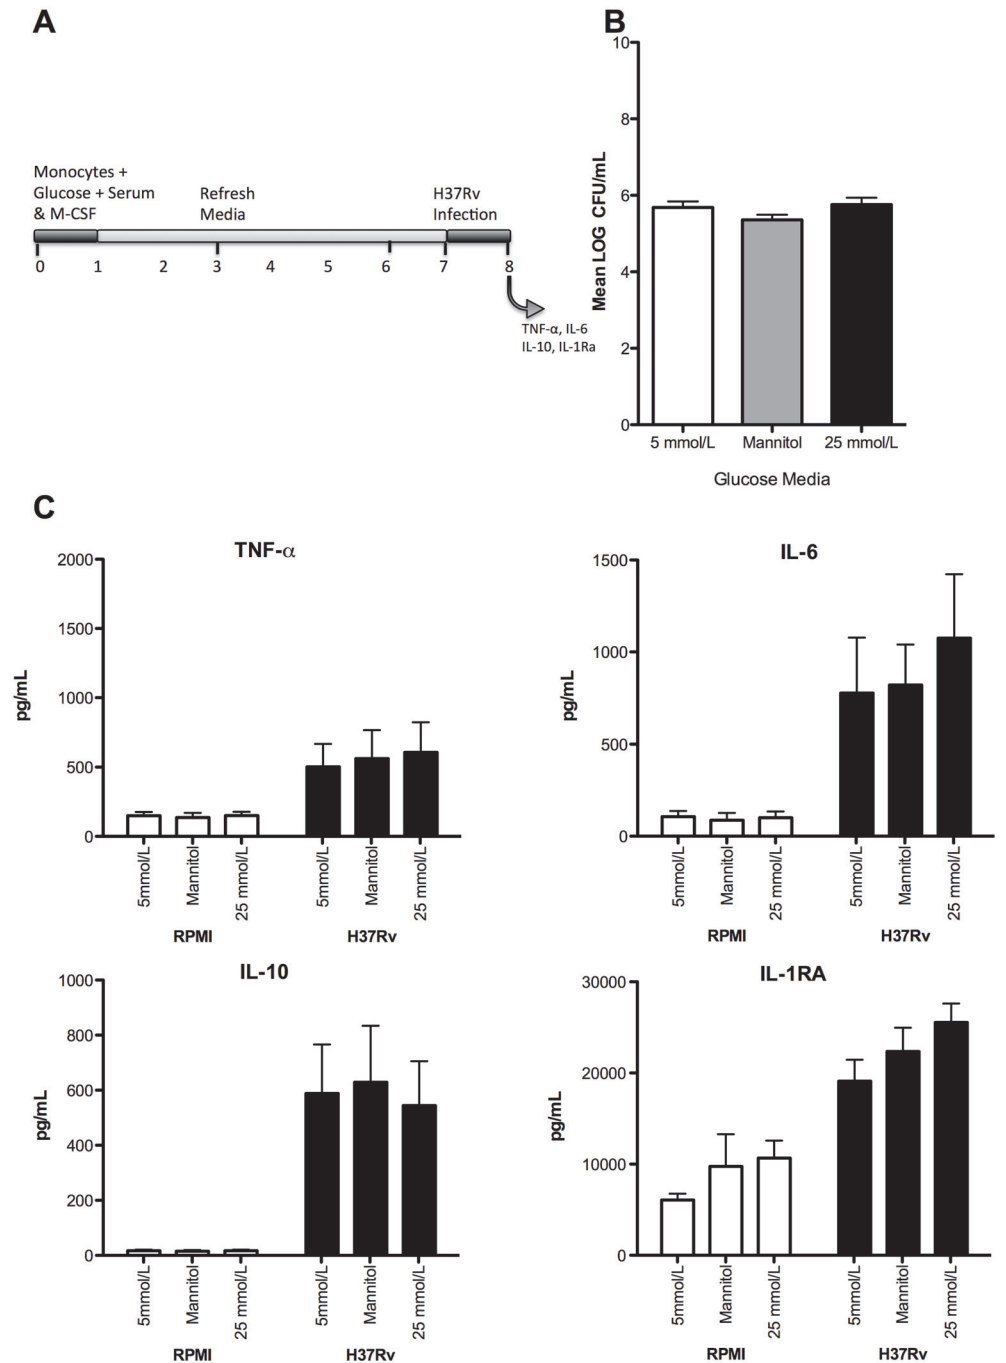 A
Monocytes +
Glucose + Serum
& M-CSF
Refresh
Media
H37Rv
Infection
0 1 2 3 4 5 6 7 8
TNF-α, IL-6
IL-10, IL-1Ra
B
Mean LOG CFU/mL
10
8
6
4
2
0
5 mmol/L Mannitol 25 mmol/L
Glucose Media
C
TNF-α
pg/mL
2000
1500
1000
500
0
5mmol/L Mannitol 25 mmol/L 5mmol/L Mannitol 25 mmol/L
RPMI H37Rv
IL-6
pg/mL
1500
1000
500
0
5mmol/L Mannitol 25 mmol/L 5mmol/L Mannitol 25 mmol/L
RPMI H37Rv
IL-10
pg/mL
1000
800
600
400
200
0
5mmol/L Mannitol 25 mmol/L 5mmol/L Mannitol 25 mmol/L
RPMI H37Rv
IL-1RA
pg/mL
30000
20000
10000
0
5mmol/L Mannitol 25 mmol/L 5mmol/L Mannitol 25 mmol/L
RPMI H37Rv